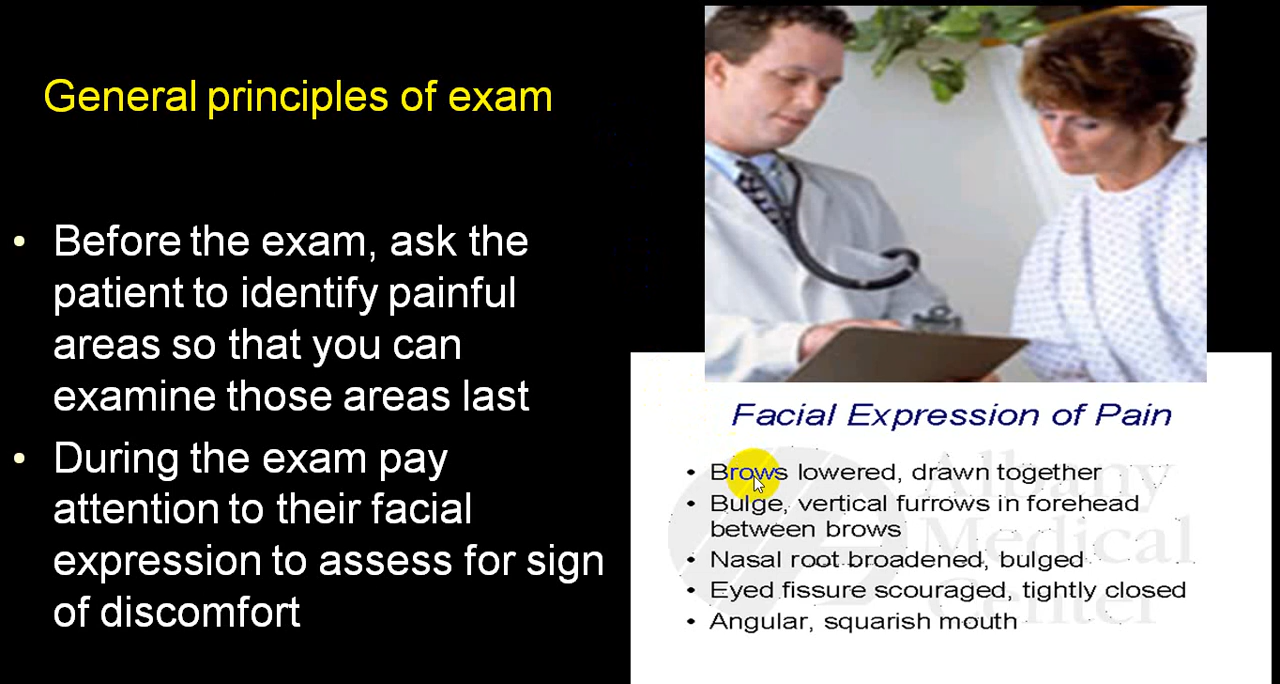 General principles of exam
• Before the exam, ask the
patient to identify painful
areas so that you can
examine those areas last
• During the exam pay
attention to their facial
expression to assess for sign
of discomfort
Facial Expression of Pain
• Brows lowered, drawn together
• Bulge, vertical furrows in forehead
between brows
• Nasal root broadened, bulged
• Eyed fissure scouraged, tightly closed
• Angular, squarish mouth
Albany
Medical
Center